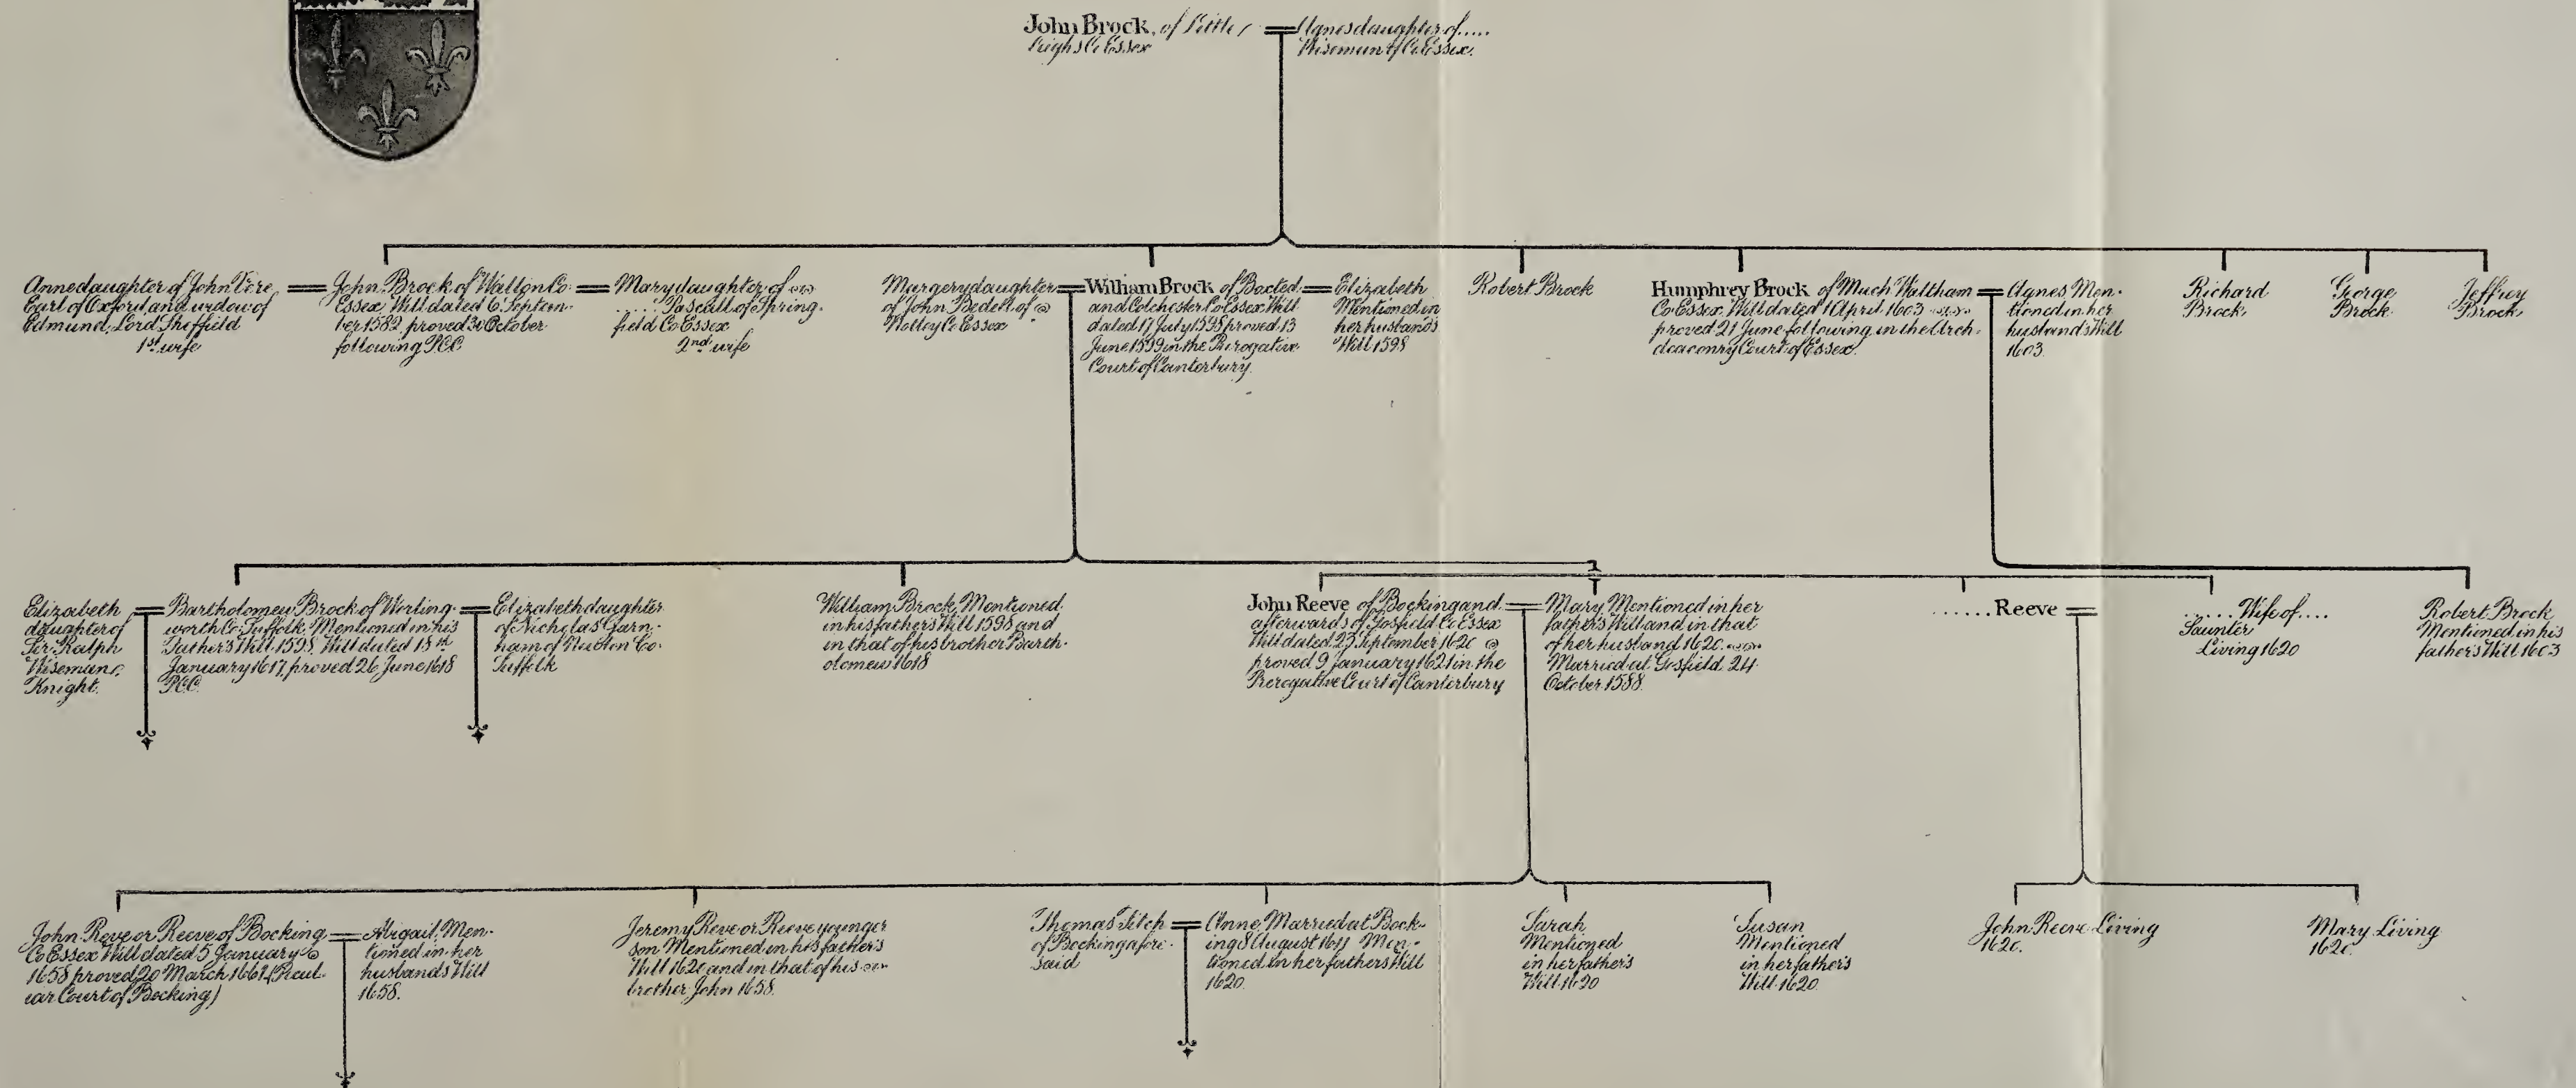 John Brock, of Little
Leighs Co Essex
Agnes daughter of.....
Wiseman of Co. Essex.
Anne daughter of John Vere
Earl of Oxford, and widow of
Edmund, Lord Sheffield
1st wife
John Brock of Walton Co.
Essex, Will dated 6 Septem-
ber 1582 proved 30 October
following P.C.C.
Mary daughter of
...... Pascall of Spring-
field Co Essex
2nd wife
Margery daughter
of John Bedell of
Notley Co Essex
William Brock of Boxted
and Colchester Co Essex Will
dated 17 July 1598 proved 13
June 1599 in the Prerogative
Court of Canterbury.
Elizabeth
Mentioned in
her husbands
Will 1598
Robert Brock
Humphrey Brock of Much Waltham
Co Essex. Will dated 1 April 1603
proved 21 June following in the Arch-
deaconry Court of Essex.
Agnes Men-
tioned in her
husbands Will
1603.
Richard
Brock
George
Brock
Jeffrey
Brock
Elizabeth
daughter of
Sir Ralph
Wiseman,
Knight.
Bartholomew Brock of Worling-
worth Co. Suffolk. Mentioned in his
Father's Will 1598. Will dated 18th
January 1617, proved 26 June 1618
P.C.C.
Elizabeth daughter
of Nicholas Garn-
ham of Co.
Suffolk
William Brock, Mentioned
in his father's Will 1598 and
in that of his brother Barth-
olomew 1618
John Reeve of Bocking and
afterwards of Gosfield Co Essex
Will dated 23 September 1620
proved 9 January 1621 in the
Prerogative Court of Canterbury
Mary Mentioned in her
fathers Will and in that
of her husband 1620.
Married at Gosfield 24
October 1588.
......Reeve
..... Wife of....
Saunter
Living 1620
Robert Brock
Mentioned in his
father's Will 1603
John Reve or Reeve of Bocking
Co Essex Will dated 5 January
1658 proved 20 March 1661 (Pecul-
iar Court of Bocking)
Abigail, Men-
tioned in her
husbands Will
1658.
Jeremy Reve or Reeve younger
son Mentioned in his father's
Will 1620 and in that of his
brother John 1658.
Thomas Fitch
of Bocking afore-
said
Anne, Married at Bock-
ing 8 August 1611 Men-
tioned in her fathers Will
1620.
Sarah
Mentioned
in her father's
Will 1620
Susan
Mentioned
in her father's
Will 1620
John Reeve Living
1620.
Mary Living
1620.